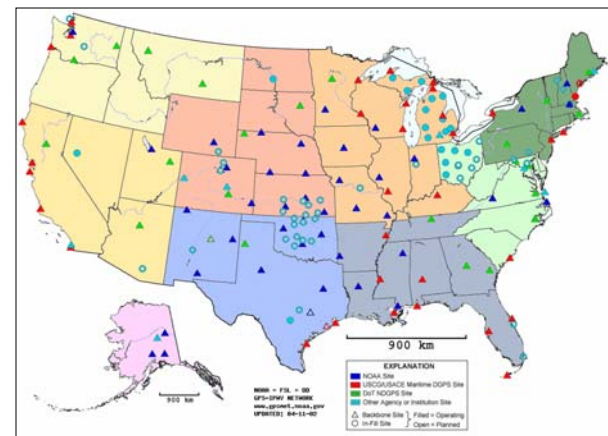 900 km
900 km
NOAA - FSL - DD
GPS-IPWV NETWORK
www.gpsmet.noaa.gov
UPDATED: 04-11-02
EXPLANATION
NOAA Site
USCG/USACE Maritime DGPS Site
DoT NDGPS Site
Other Agency or Institution Site
Backbone Site
Filled = Operating
In-Fill Site
Open = Planned